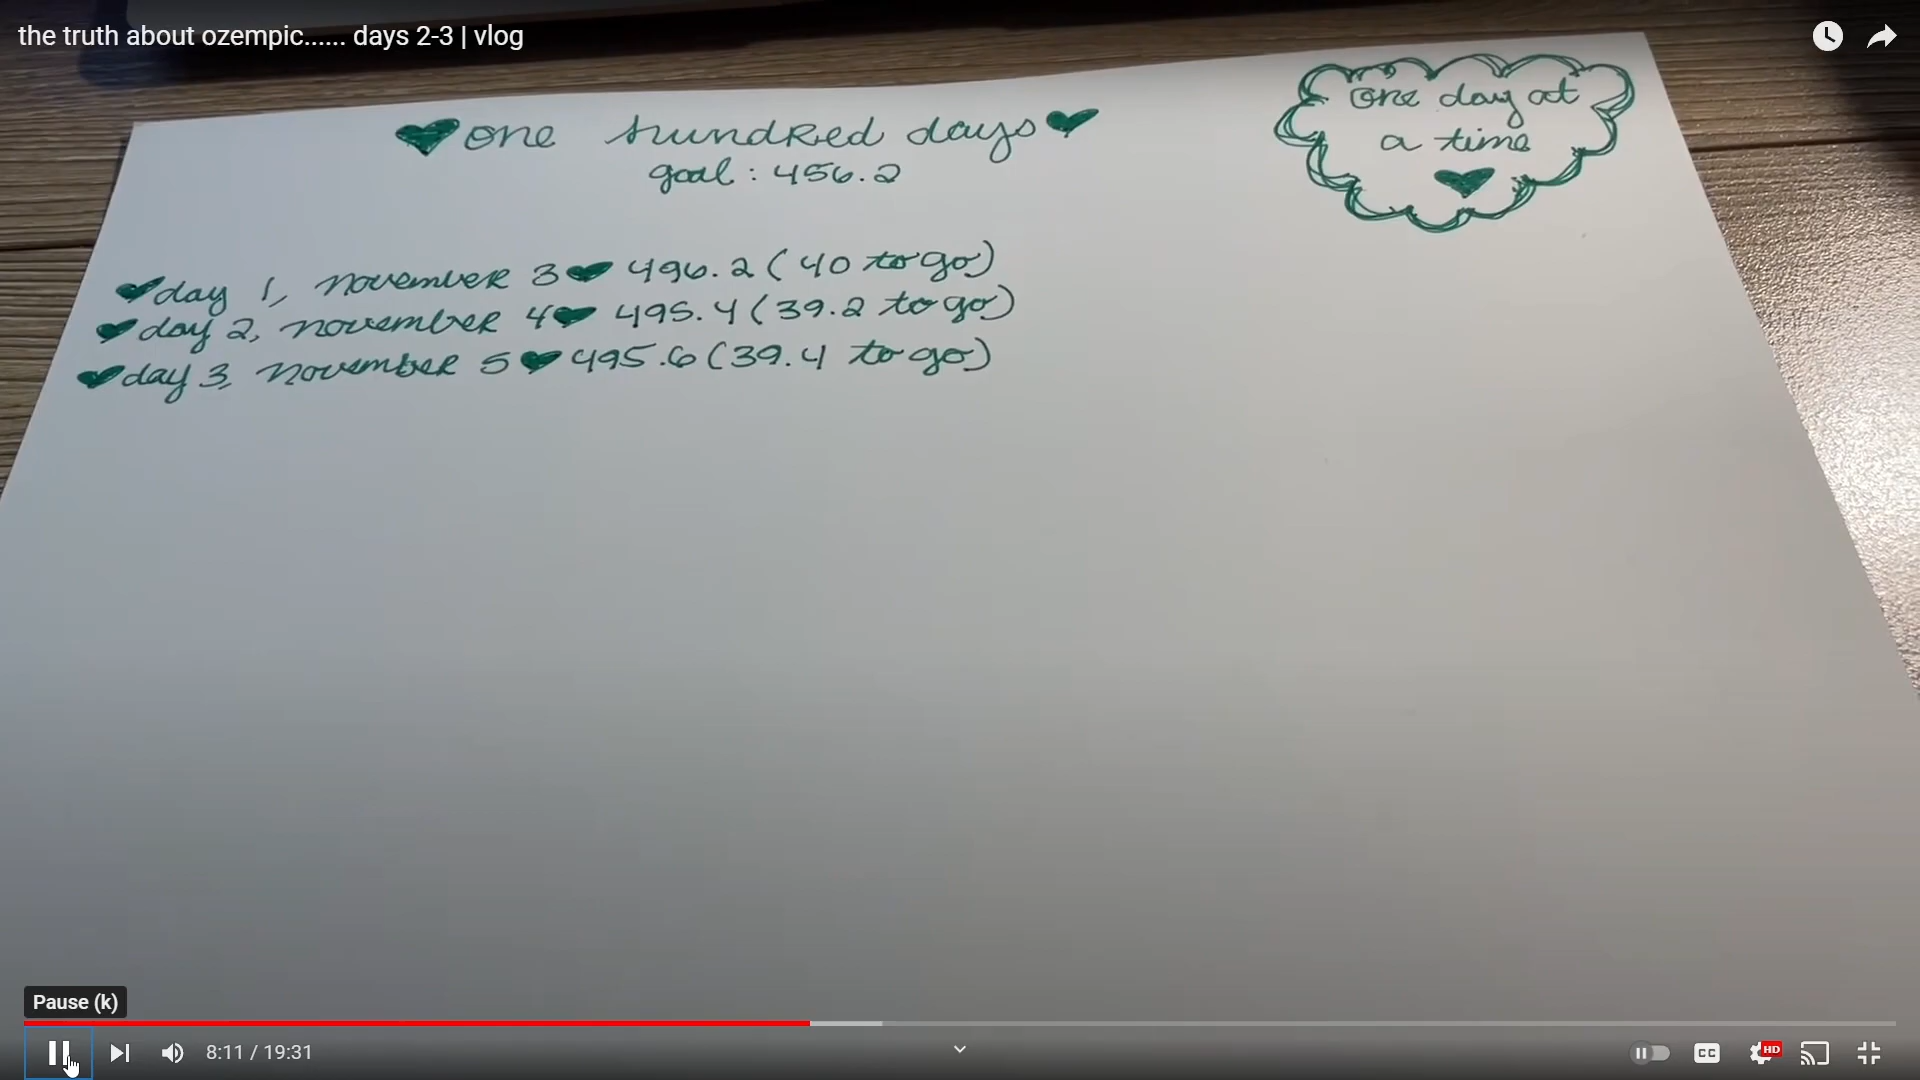 the truth about ozempic...... days 2-3 | vlog
one day at
a time
one hundred days
goal : 456.2
day 1, november 3 496.2 (40 to go)
day 2, november 4 495.4 (39.2 to go)
day 3, november 5 495.6 (39.4 to go)
Pause (k)
8:11 / 19:31
CC
HD